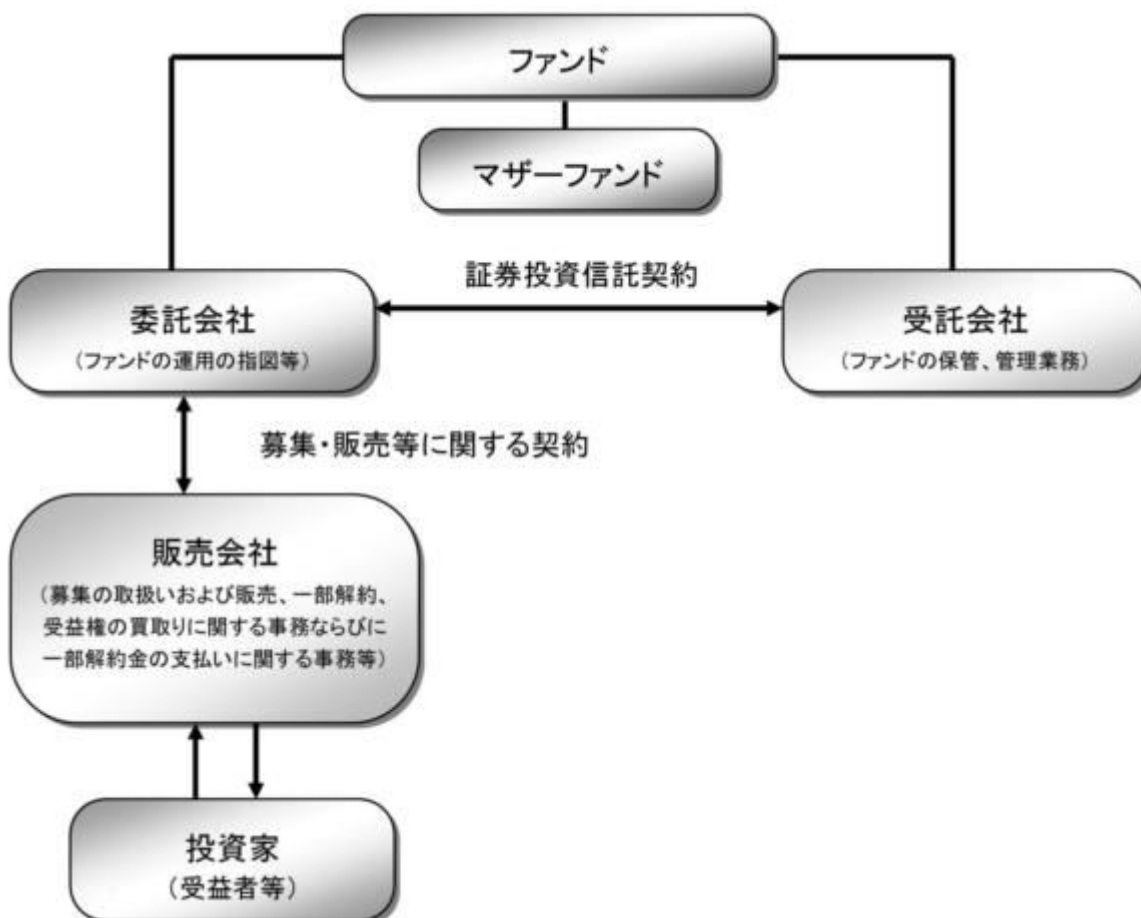 ファンド
マザーファンド
証券投資信託契約
委託会社
（ファンドの運用の指図等）
受託会社
（ファンドの保管、管理業務）
募集・販売等に関する契約
販売会社
（募集の取扱いおよび販売、一部解約、
受益権の買取りに関する事務ならびに
一部解約金の支払いに関する事務等）
投資家
（受益者等）